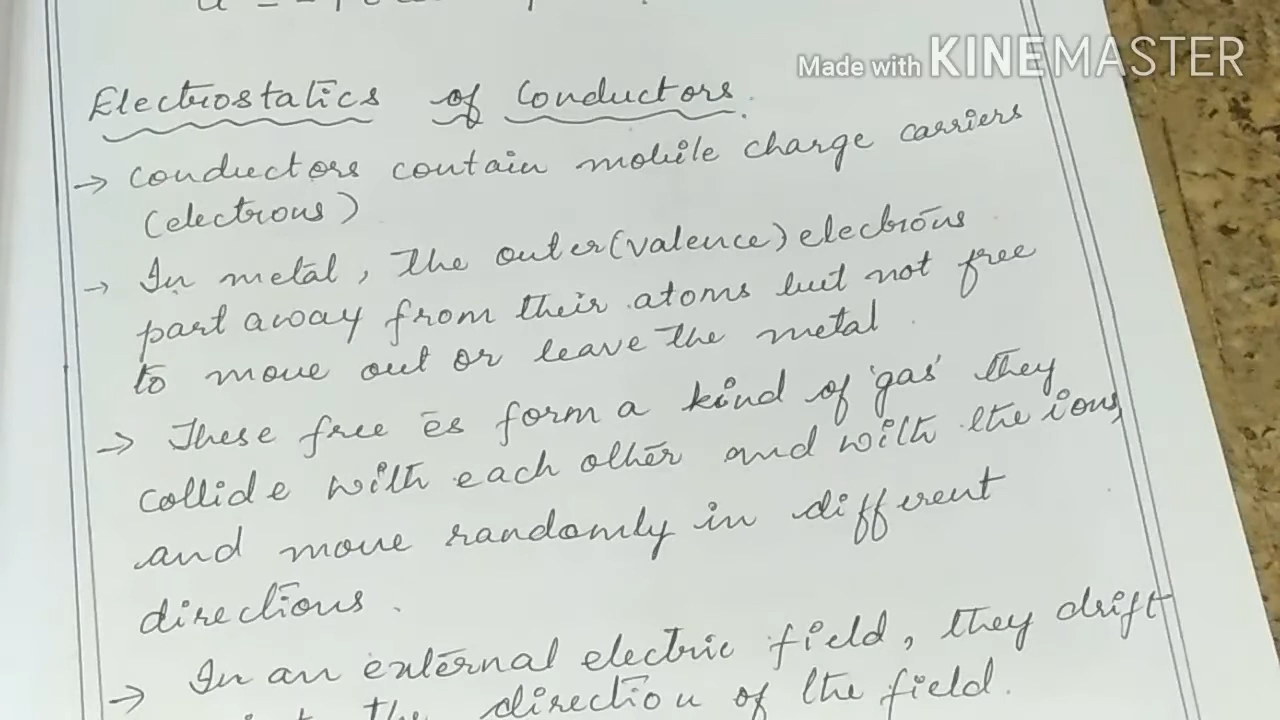 Made with KINEMASTER
Electrostatics of Conductors.
→ Conductors contain mobile charge carriers
(electrons)
→ In metal, the outer (valence) electrons
part away from their atoms but not free
to move out or leave the metal.
→ These free es form a kind of 'gas' they
collide with each other and with the ions,
and move randomly in different
directions.
→ In an external electric field, they drift
the direction of the field.